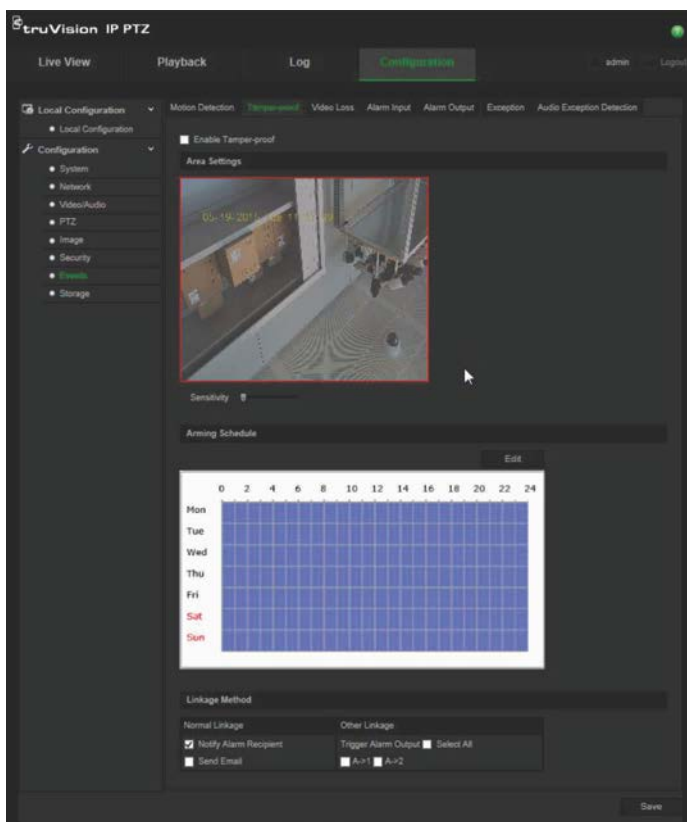 truVision IP PTZ
?
Live View Playback Log Configuration admin Logout
Local Configuration
Local Configuration
Configuration
System
Network
Video/Audio
PTZ
Image
Security
Events
Storage
Motion Detection Tamper-proof Video Loss Alarm Input Alarm Output Exception Audio Exception Detection
Enable Tamper-proof
Area Settings
Sensitivity
Arming Schedule
Edit
0 2 4 6 8 10 12 14 16 18 20 22 24
Mon
Tue
Wed
Thu
Fri
Sat
Sun
Linkage Method
Normal Linkage Other Linkage
Notify Alarm Recipient Trigger Alarm Output Select All
Send Email A->1 A->2
Save